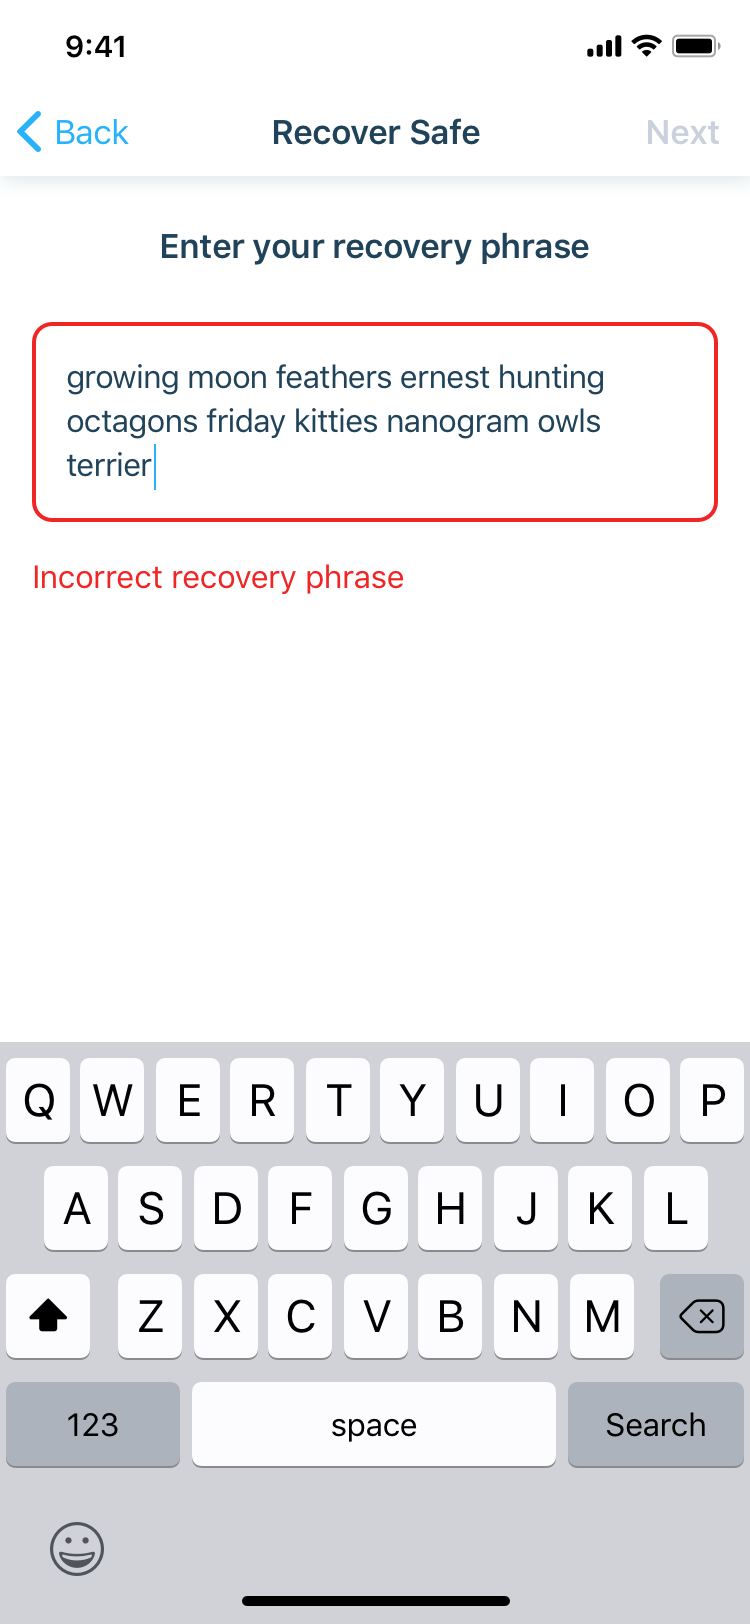 9:41
Back Recover Safe Next
Enter your recovery phrase
growing moon feathers ernest hunting
octagons friday kitties nanogram owls
terrier
Incorrect recovery phrase
Q W E R T Y U I O P
A S D F G H J K L
Z X C V B N M
123 space Search